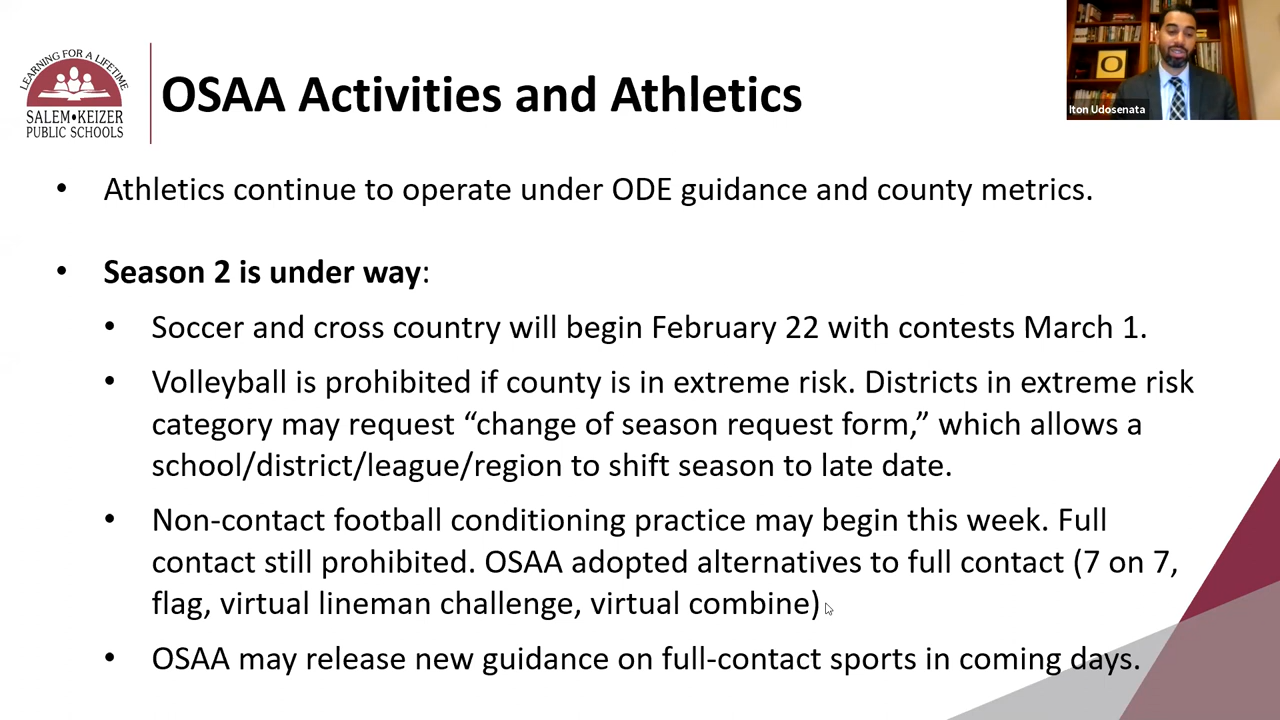 LEARNING FOR A LIFETIME
SALEM•KEIZER
PUBLIC SCHOOLS
OSAA Activities and Athletics
O
Iton Udosenata
• Athletics continue to operate under ODE guidance and county metrics.
• Season 2 is under way:
• Soccer and cross country will begin February 22 with contests March 1.
• Volleyball is prohibited if county is in extreme risk. Districts in extreme risk
category may request “change of season request form,” which allows a
school/district/league/region to shift season to late date.
• Non-contact football conditioning practice may begin this week. Full
contact still prohibited. OSAA adopted alternatives to full contact (7 on 7,
flag, virtual lineman challenge, virtual combine)
• OSAA may release new guidance on full-contact sports in coming days.